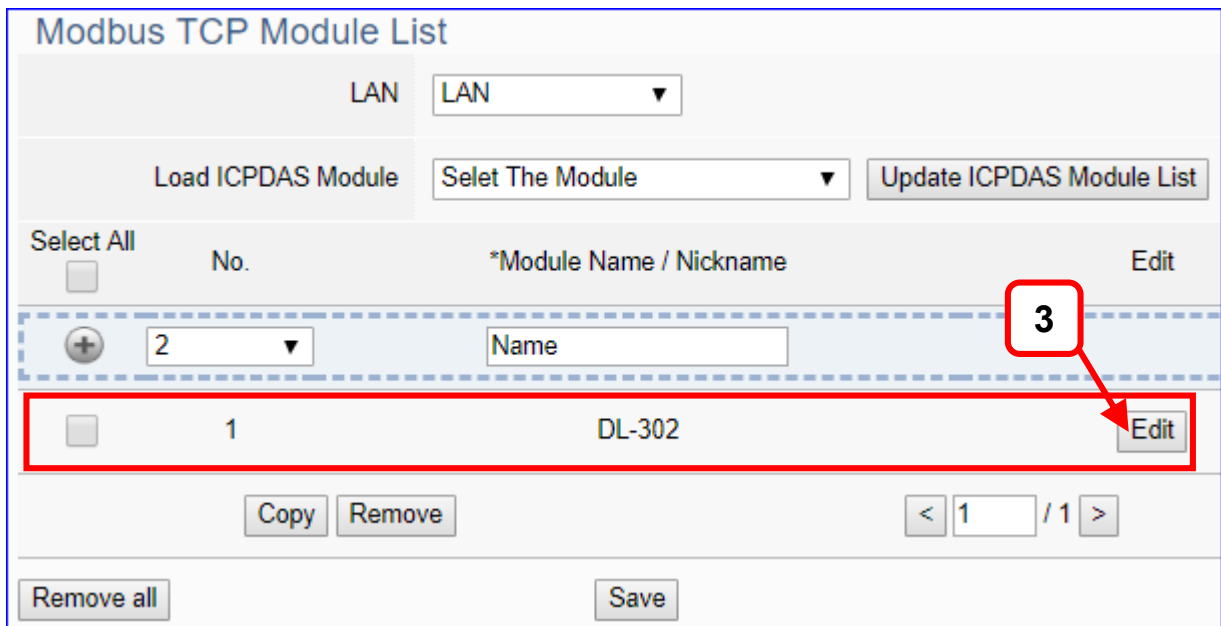 Modbus TCP Module List
LAN LAN
Load ICPDAS Module Selet The Module Update ICPDAS Module List
Select All No. *Module Name / Nickname Edit
3
2 Name
1 DL-302 Edit
Copy Remove < 1 / 1 >
Remove all Save